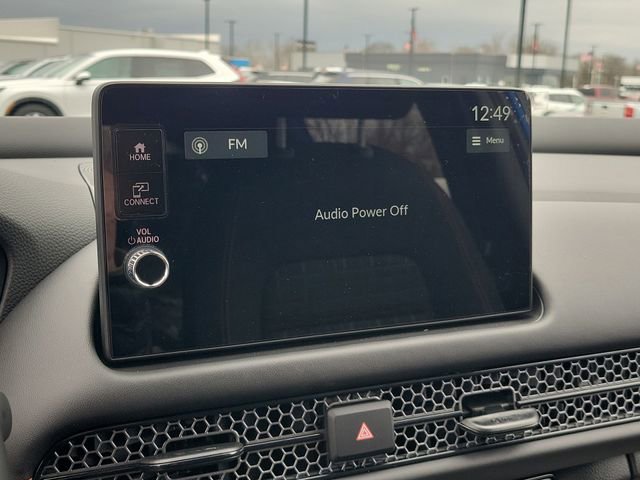 12:49
FM
Menu
HOME
CONNECT
Audio Power Off
VOL
AUDIO